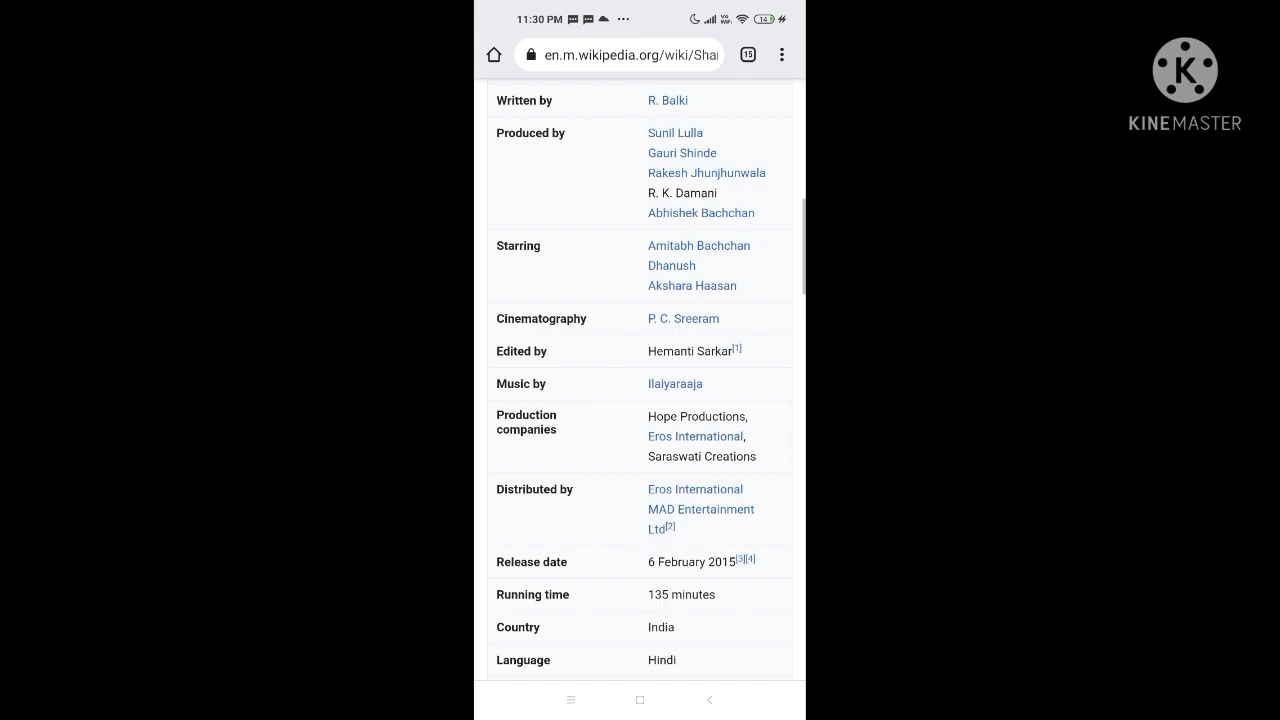 11:30 PM
14
en.m.wikipedia.org/wiki/Sha
15
KINEMASTER
Written by R. Balki
Produced by Sunil Lulla
Gauri Shinde
Rakesh Jhunjhunwala
R. K. Damani
Abhishek Bachchan
Starring Amitabh Bachchan
Dhanush
Akshara Haasan
Cinematography P. C. Sreeram
Edited by Hemanti Sarkar[1]
Music by Ilaiyaraaja
Production
companies
Hope Productions,
Eros International,
Saraswati Creations
Distributed by Eros International
MAD Entertainment
Ltd[2]
Release date 6 February 2015[3][4]
Running time 135 minutes
Country India
Language Hindi